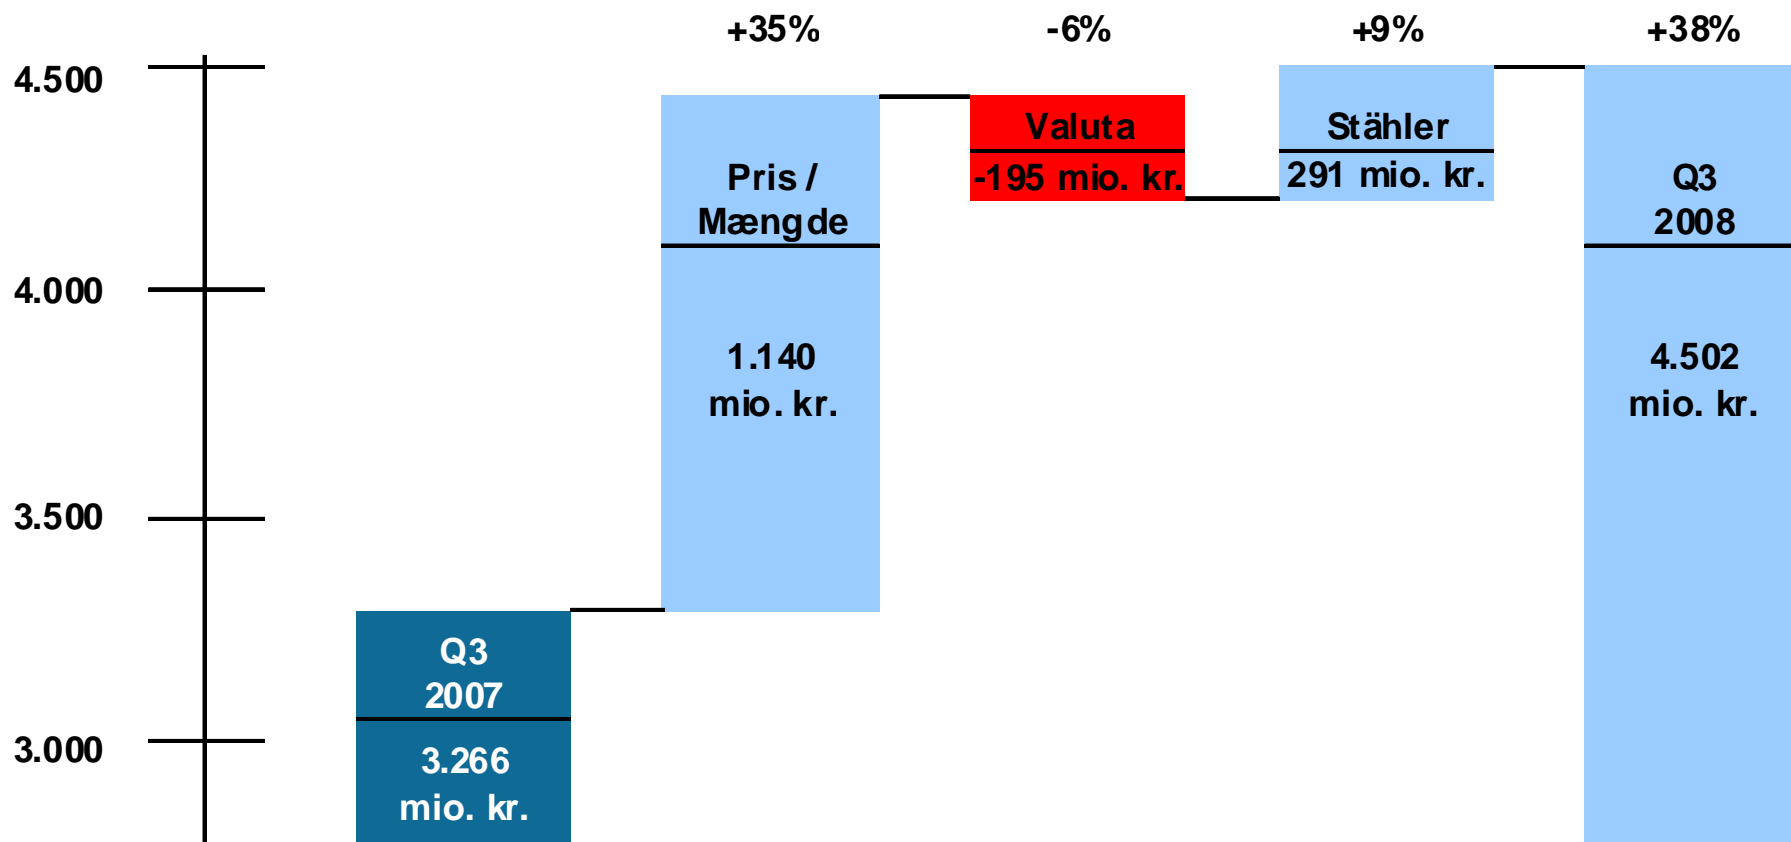 +35%
-6%
+9%
+38%
4.500
4.000
3.500
3.000
Q3
2007
3.266
mio. kr.
Pris /
Mængde
1.140
mio. kr.
Valuta
-195 mio. kr.
Stähler
291 mio. kr.
Q3
2008
4.502
mio. kr.